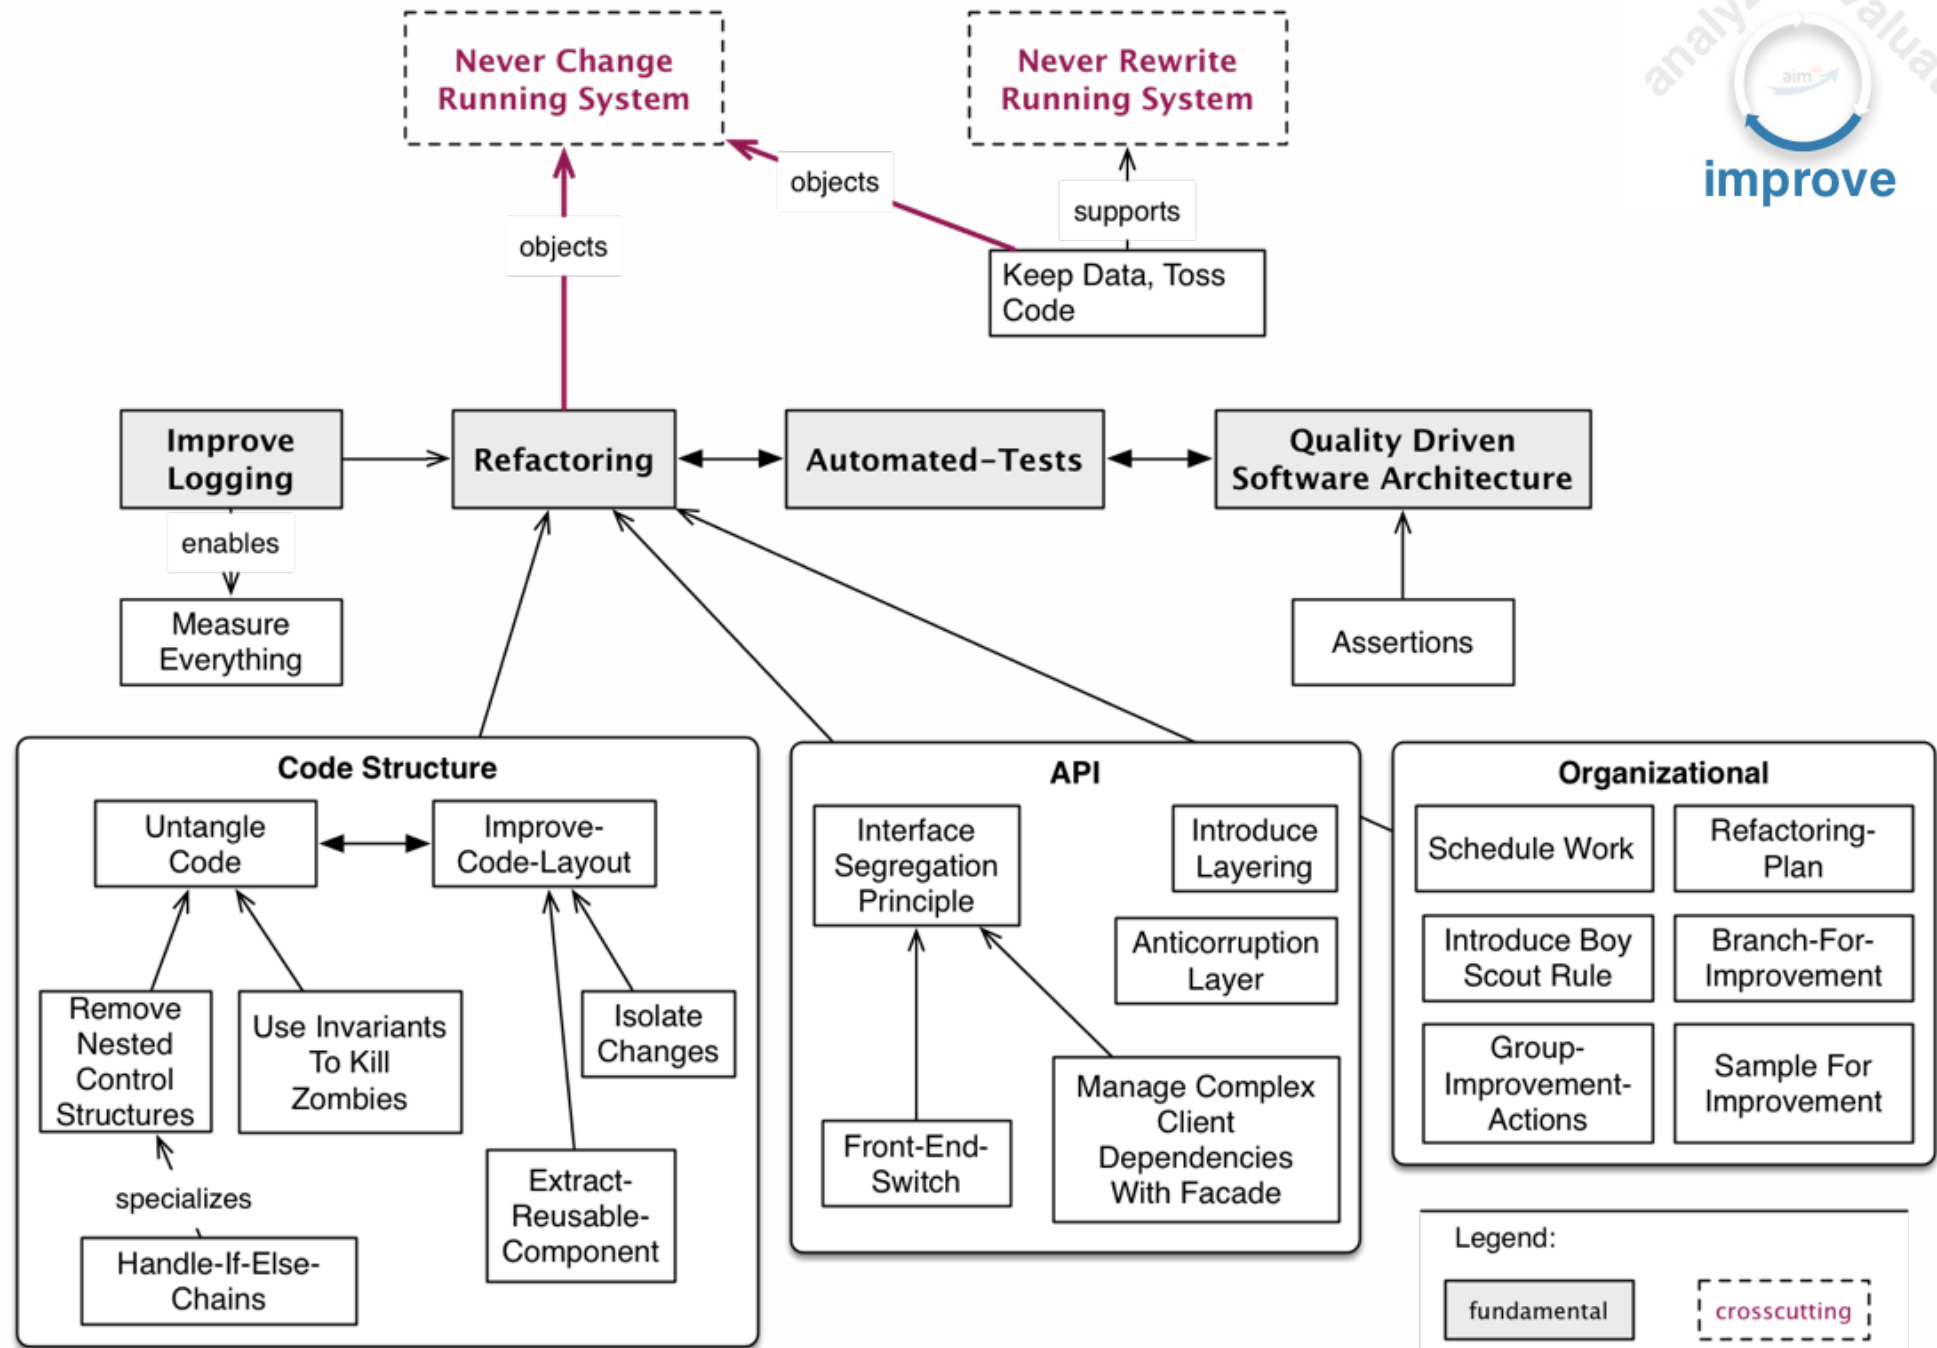 Never Change
Running System
Never Rewrite
Running System
aim
improve
objects
supports
objects
Keep Data, Toss
Code
Improve
Logging
Refactoring
Automated-Tests
Quality Driven
Software Architecture
enables
Measure
Everything
Assertions
Code Structure
Untangle
Code
Improve-
Code-Layout
Remove
Nested
Control
Structures
Use Invariants
To Kill
Zombies
Isolate
Changes
specializes
Handle-If-Else-
Chains
Extract-
Reusable-
Component
API
Interface
Segregation
Principle
Introduce
Layering
Anticorruption
Layer
Front-End-
Switch
Manage Complex
Client
Dependencies
With Facade
Organizational
Schedule Work
Refactoring-
Plan
Introduce Boy
Scout Rule
Branch-For-
Improvement
Group-
Improvement-
Actions
Sample For
Improvement
Legend:
fundamental
crosscutting